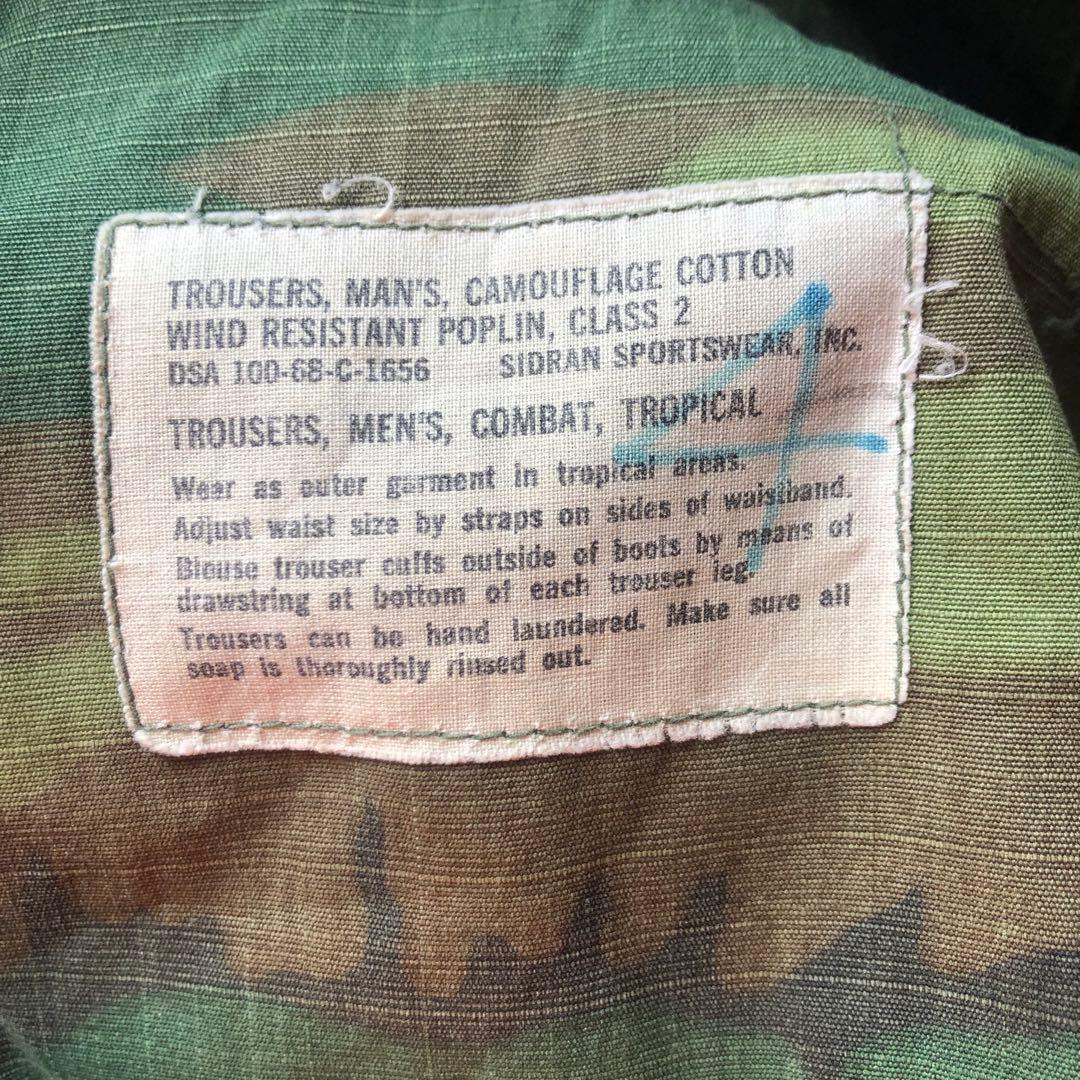 TROUSERS, MAN'S, CAMOUFLAGE COTTON
WIND RESISTANT POPLIN, CLASS 2
DSA 100-68-C-1656 SIDRAN SPORTSWEAR, INC.
TROUSERS, MEN'S, COMBAT, TROPICAL
Wear as outer garment in tropical areas.
Adjust waist size by straps on sides of waistband.
Blouse trouser cuffs outside of boots by means of
drawstring at bottom of each trouser leg.
Trousers can be hand laundered. Make sure all
soap is thoroughly rinsed out.
4